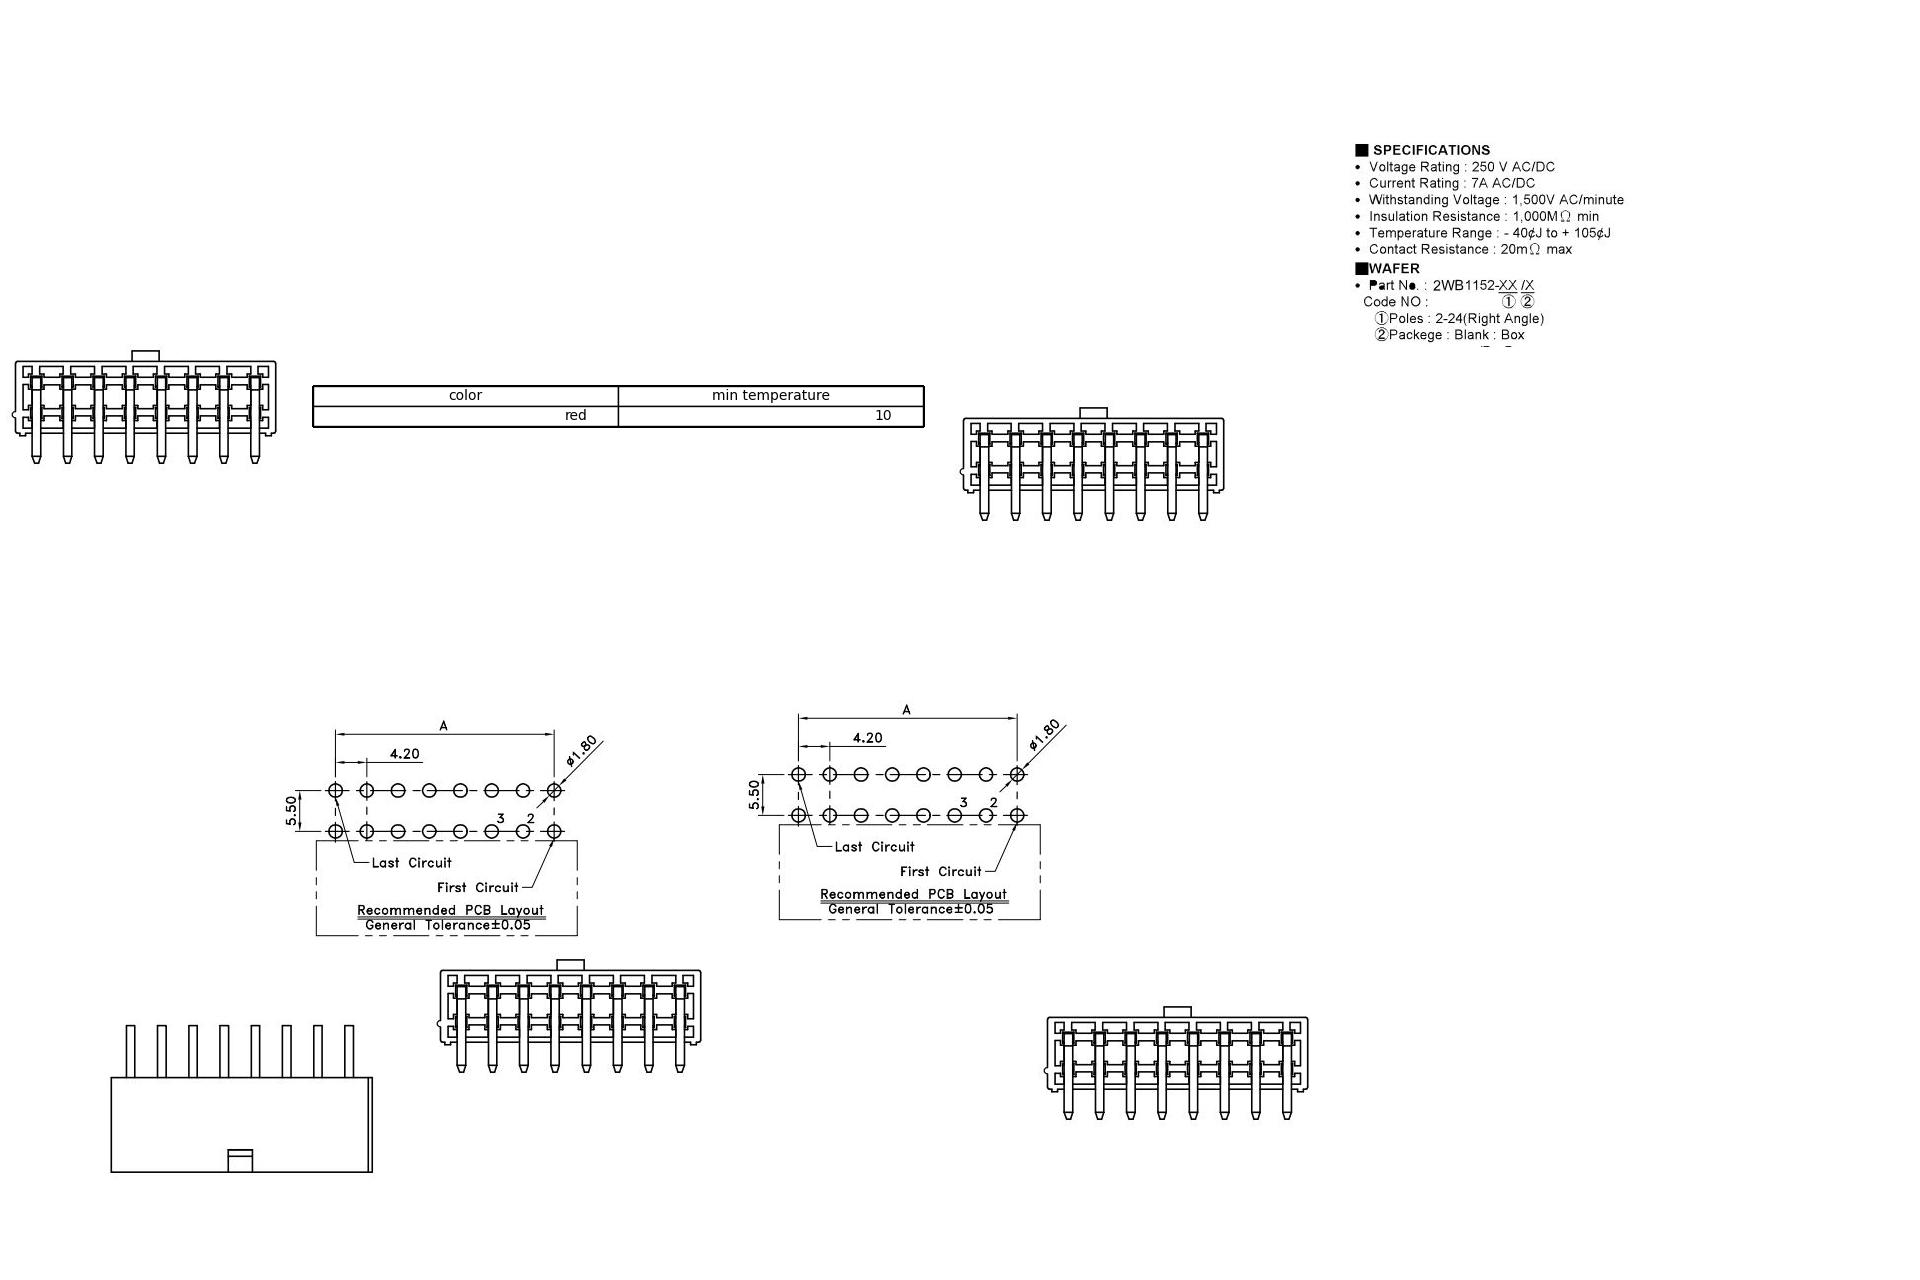 ■ SPECIFICATIONS
• Voltage Rating : 250 V AC/DC
• Current Rating : 7A AC/DC
• Withstanding Voltage : 1,500V AC/minute
• Insulation Resistance : 1,000MΩ min
• Temperature Range : - 40¢J to + 105¢J
• Contact Resistance : 20mΩ max
■WAFER
• Part No. : 2WB1152-XX /X
Code NO : ① ②
①Poles : 2-24(Right Angle)
②Packege : Blank : Box
color min temperature
red 10
A
4.20
ø1.80
5.50
3 2
Last Circuit
First Circuit
Recommended PCB Layout
General Tolerance±0.05
A
4.20
ø1.80
5.50
3 2
Last Circuit
First Circuit
Recommended PCB Layout
General Tolerance±0.05